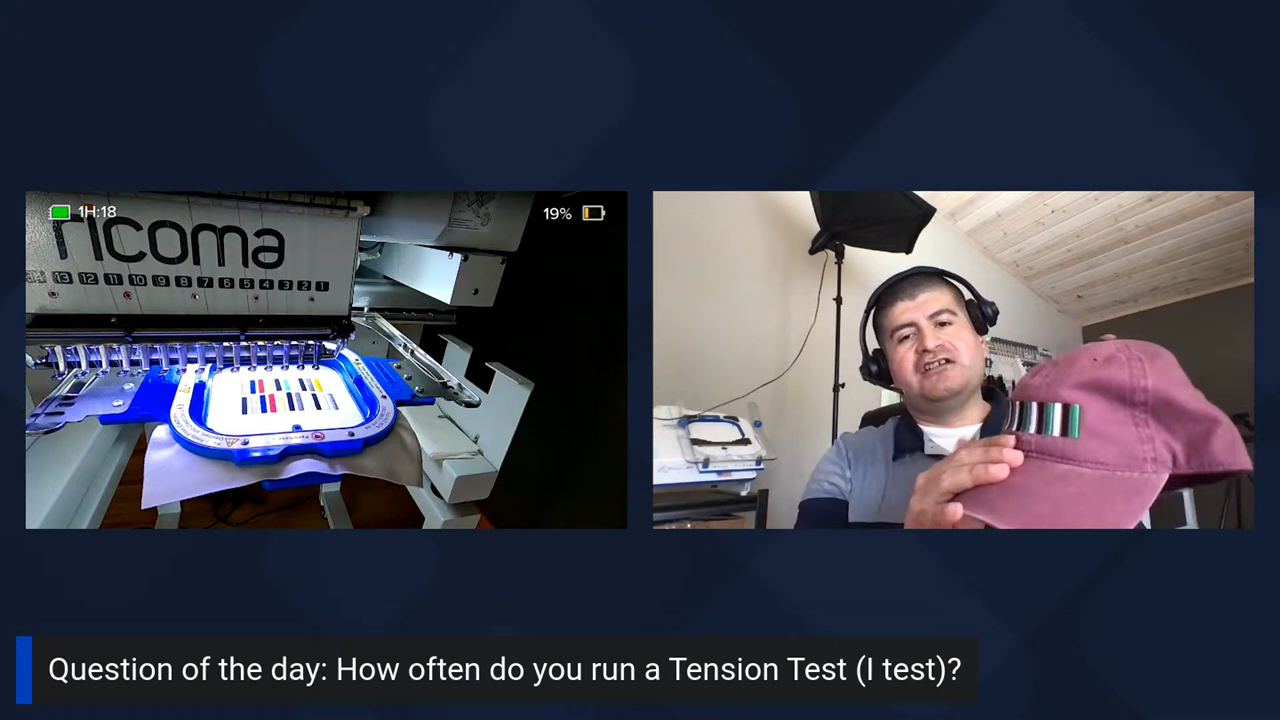 1H:18
19%
ricoma
13 12 11 10 9 8 7 6 5 4 3 2 1
Question of the day: How often do you run a Tension Test (I test)?